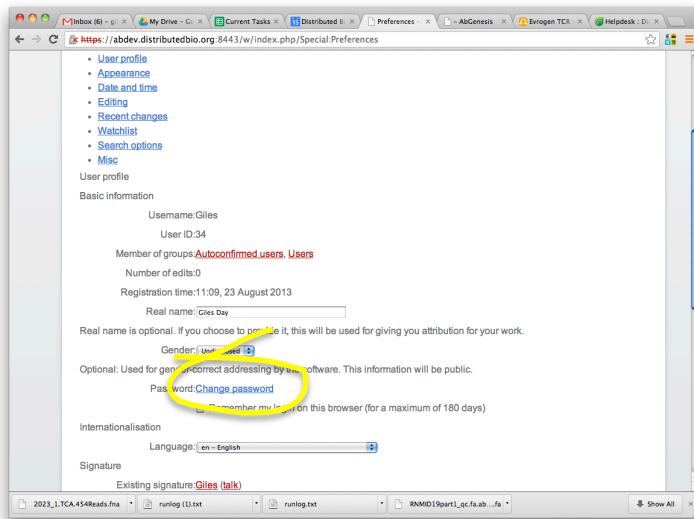 Inbox (6) – gi
My Drive – Go
Current Tasks
Distributed Bi
Preferences –
– AbGenesis
Evrogen TCR
Helpdesk : Di
https://abdev.distributedbio.org:8443/w/index.php/Special:Preferences
User profile
Appearance
Date and time
Editing
Recent changes
Watchlist
Search options
Misc
User profile
Basic information
Username:Giles
User ID:34
Member of groups:Autoconfirmed users, Users
Number of edits:0
Registration time:11:09, 23 August 2013
Real name: Giles Day
Real name is optional. If you choose to provide it, this will be used for giving you attribution for your work.
Gender: Undisclosed
Optional: Used for gender-correct addressing by the software. This information will be public.
Password:Change password
Remember my login on this browser (for a maximum of 180 days)
Internationalisation
Language: en – English
Signature
Existing signature:Giles (talk)
2023_1.TCA.454Reads.fna
runlog (1).txt
runlog.txt
RNMID19part1_qc.fa.ab....fa
Show All